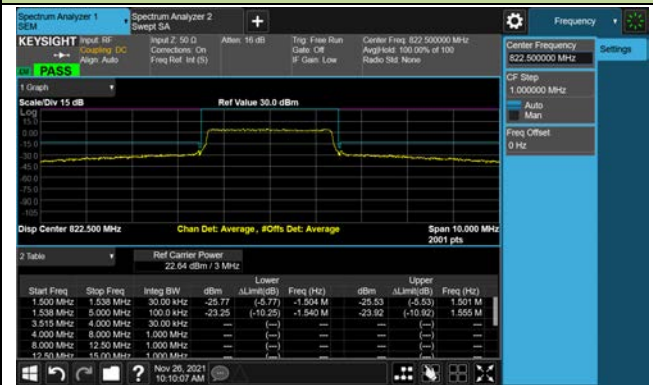 Spectrum Analyzer 1
SEM
Spectrum Analyzer 2
Swept SA
+
Frequency
KEYSIGHT
Input: RF
Coupling: DC
Align: Auto
Input Z: 50 Ω
Corrections: On
Freq Ref: Int (S)
Atten: 16 dB
Trig: Free Run
Gate: Off
IF Gain: Low
Center Freq: 822.500000 MHz
Avg|Hold: 100.00% of 100
Radio Std: None
PASS
Center Frequency
822.500000 MHz
Settings
CF Step
1.000000 MHz
Auto
Man
Freq Offset
0 Hz
1 Graph
Scale/Div 15 dB
Ref Value 30.0 dBm
Log
15.0
0.00
-15.0
-30.0
-45.0
-60.0
-75.0
-90.0
-105
Disp Center 822.500 MHz
Chan Det: Average , #Offs Det: Average
Span 10.000 MHz
2001 pts
2 Table
Ref Carrier Power
22.64 dBm / 3 MHz
Lower Upper
Start Freq Stop Freq Integ BW dBm ΔLimit(dB) Freq (Hz) dBm ΔLimit(dB) Freq (Hz)
1.500 MHz 1.538 MHz 30.00 kHz -25.77 (-5.77) -1.504 M -25.53 (-5.53) 1.501 M
1.538 MHz 5.000 MHz 100.0 kHz -23.25 (-10.25) -1.540 M -23.92 (-10.92) 1.555 M
3.515 MHz 4.000 MHz 30.00 kHz --- (---) --- --- (---) ---
4.000 MHz 8.000 MHz 1.000 MHz --- (---) --- --- (---) ---
8.000 MHz 12.50 MHz 1.000 MHz --- (---) --- --- (---) ---
12.50 MHz 15.00 MHz 1.000 MHz --- (---) --- --- (---) ---
?
Nov 26, 2021
10:10:07 AM